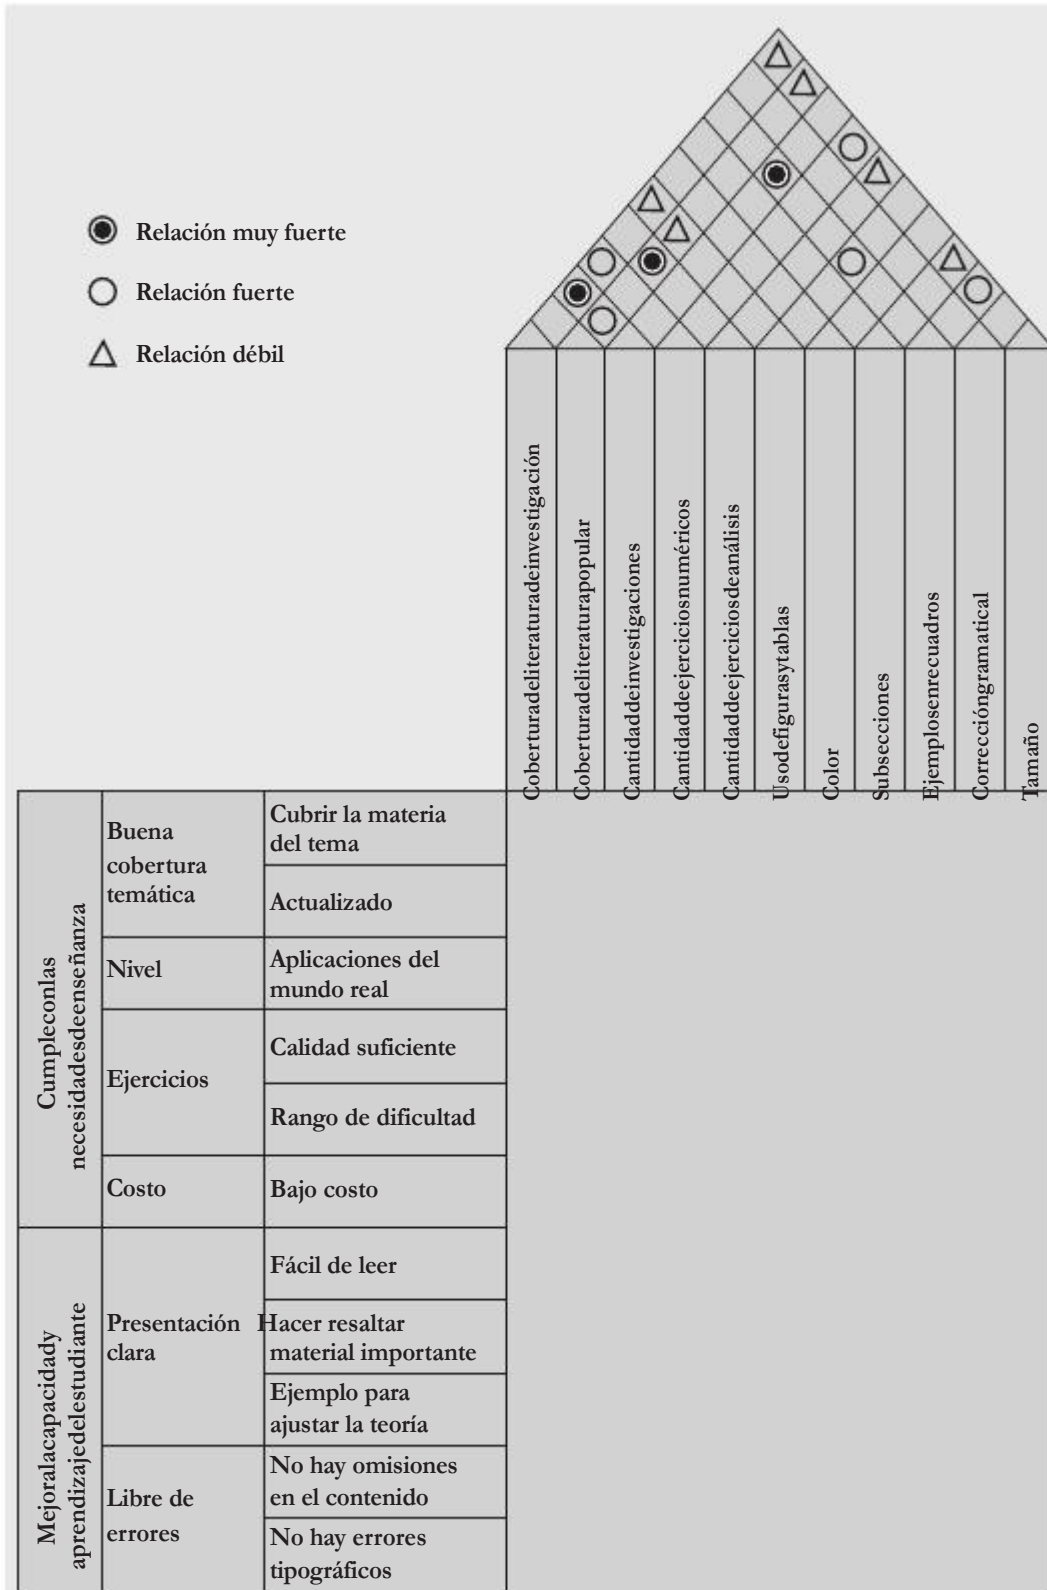 Relación muy fuerte
Relación fuerte
Relación débil
Coberturadeliteraturadeinvestigación
Coberturadeliteraturapopular
Cantidaddeinvestigaciones
Cantidaddeejerciciosnuméricos
Cantidaddeejerciciosdeanálisis
Usodefigurasytablas
Color
Subsecciones
Ejemplosenrecuadros
Correccióngramatical
Tamaño
Cumpleconlas
necesidadesdeenseñanza
Buena
cobertura
temática
Cubrir la materia
del tema
Actualizado
Nivel
Aplicaciones del
mundo real
Ejercicios
Calidad suficiente
Rango de dificultad
Costo
Bajo costo
Mejoralacapacidady
aprendizajedelestudiante
Presentación
clara
Fácil de leer
Hacer resaltar
material importante
Ejemplo para
ajustar la teoría
Libre de
errores
No hay omisiones
en el contenido
No hay errores
tipográficos